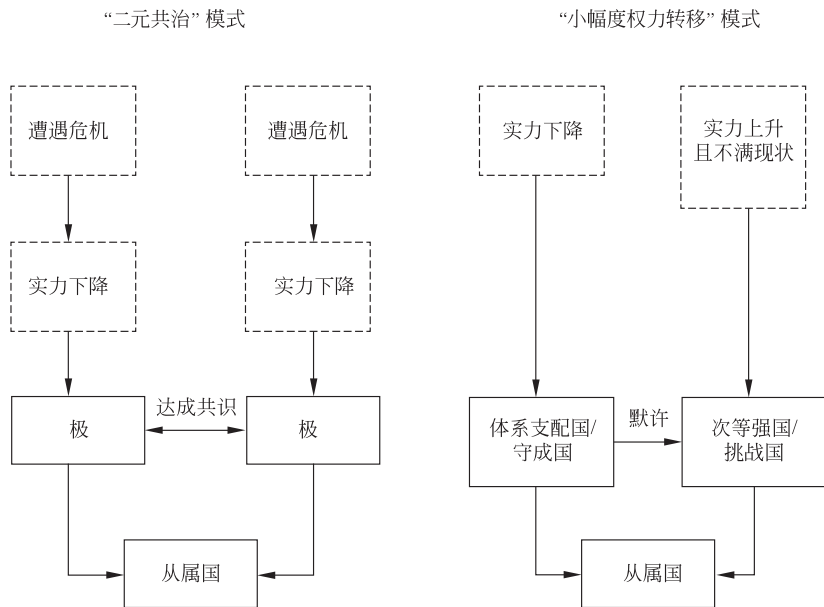 “二元共治” 模式
遭遇危机
遭遇危机
实力下降
实力下降
极
达成共识
极
从属国
“小幅度权力转移” 模式
实力下降
实力上升
且不满现状
体系支配国/
守成国
默许
次等强国/
挑战国
从属国